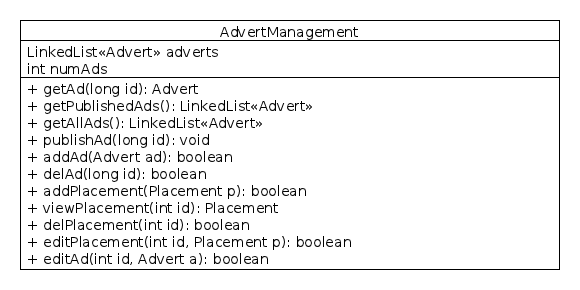 AdvertManagement
LinkedList«Advert» adverts
int numAds
+ getAd(long id): Advert
+ getPublishedAds(): LinkedList«Advert»
+ getAllAds(): LinkedList«Advert»
+ publishAd(long id): void
+ addAd(Advert ad): boolean
+ delAd(long id): boolean
+ addPlacement(Placement p): boolean
+ viewPlacement(int id): Placement
+ delPlacement(int id): boolean
+ editPlacement(int id, Placement p): boolean
+ editAd(int id, Advert a): boolean